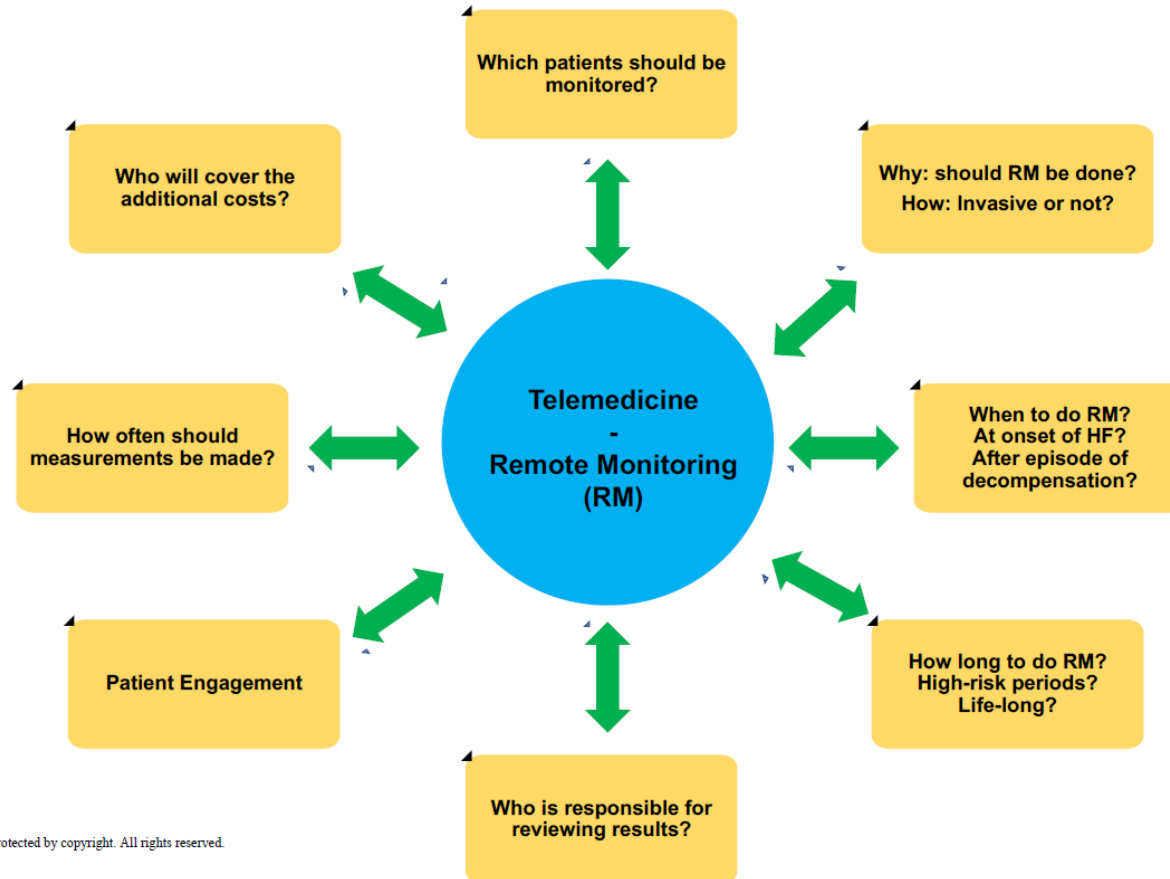 Which patients should be
monitored?
Who will cover the
additional costs?
Why: should RM be done?
How: Invasive or not?
Telemedicine
-
Remote Monitoring
(RM)
How often should
measurements be made?
When to do RM?
At onset of HF?
After episode of
decompensation?
Patient Engagement
How long to do RM?
High-risk periods?
Life-long?
Who is responsible for
reviewing results?
rotected by copyright. All rights reserved.